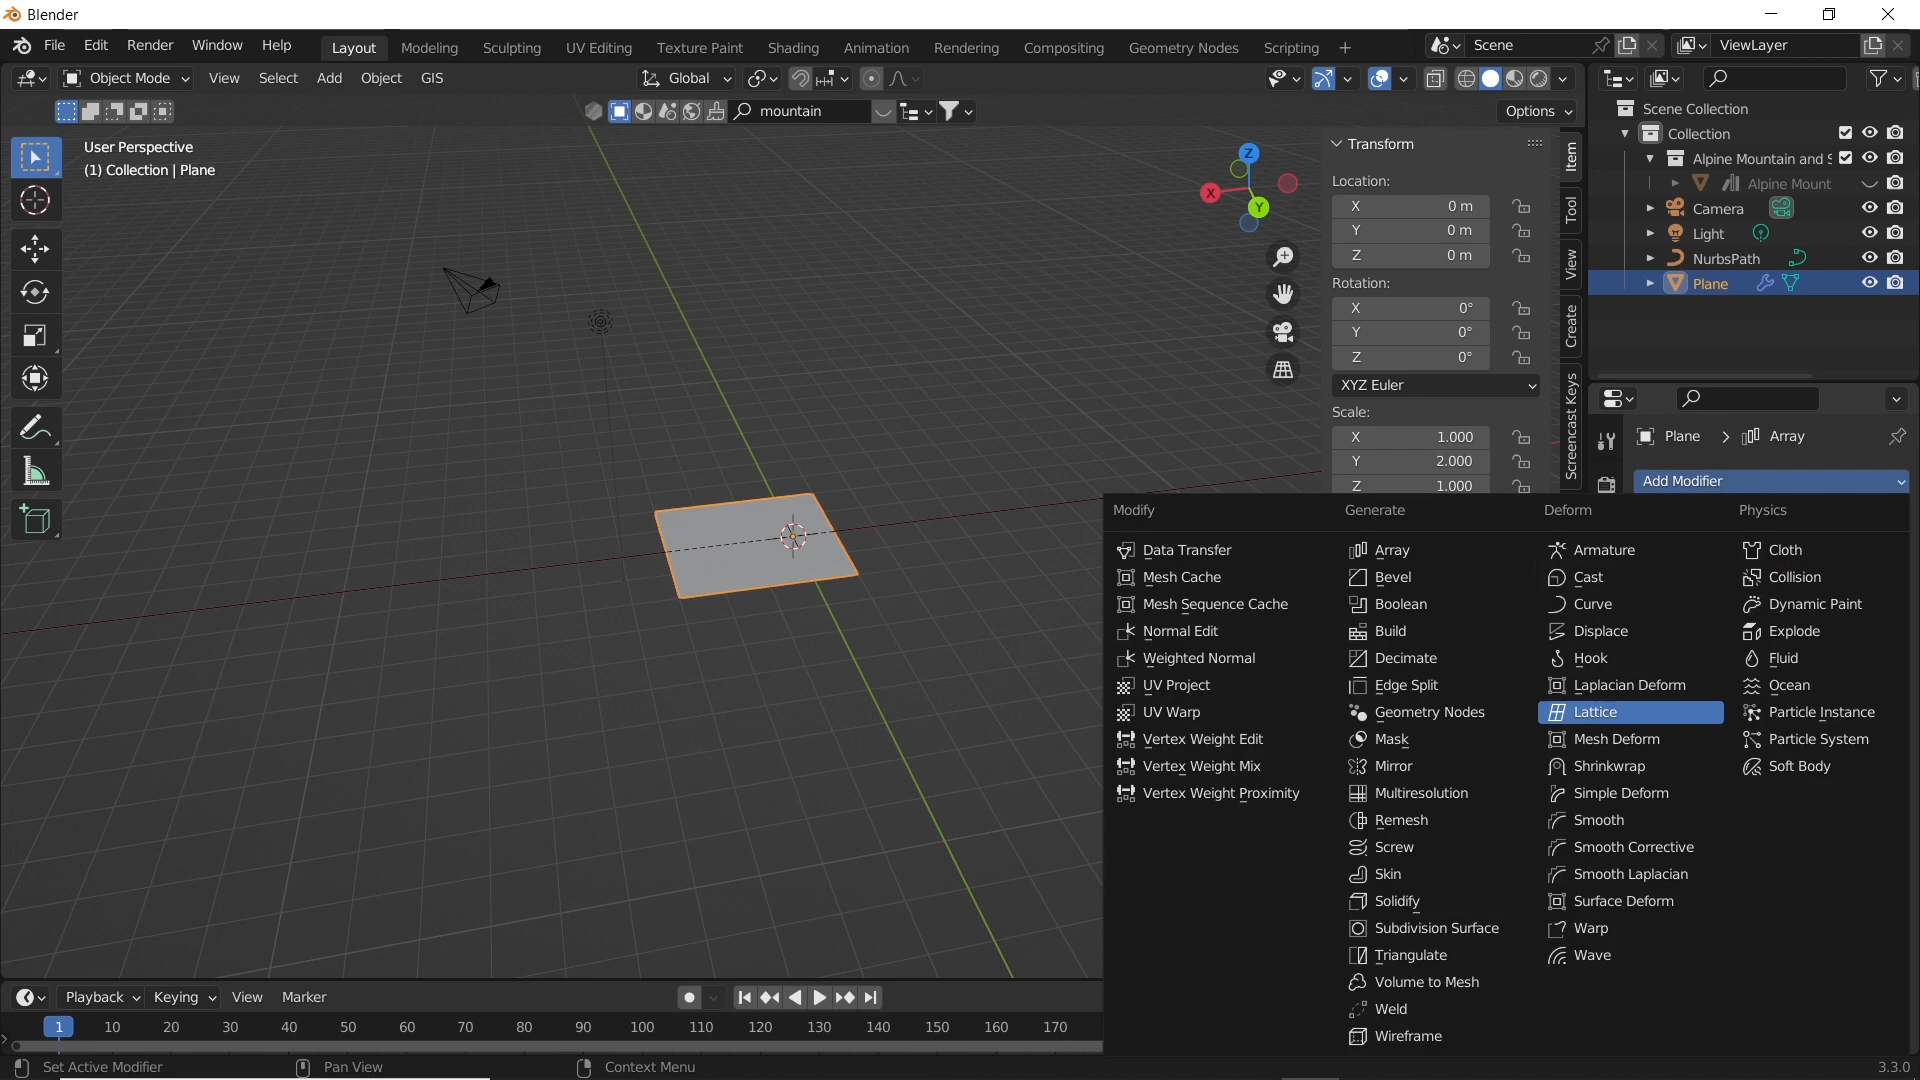 Blender
File Edit Render Window Help
Layout Modeling Sculpting UV Editing Texture Paint Shading Animation Rendering Compositing Geometry Nodes Scripting +
Scene
ViewLayer
Object Mode View Select Add Object GIS
Global
mountain
Options
User Perspective
(1) Collection | Plane
Z
X
Y
Transform
Location:
X 0 m
Y 0 m
Z 0 m
Rotation:
X 0°
Y 0°
Z 0°
XYZ Euler
Scale:
X 1.000
Y 2.000
Z 1.000
Item
Tool
View
Create
Screencast Keys
Scene Collection
Collection
Alpine Mountain and S
Alpine Mount
Camera
Light
NurbsPath
Plane
Plane > Array
Add Modifier
Modify
Data Transfer
Mesh Cache
Mesh Sequence Cache
Normal Edit
Weighted Normal
UV Project
UV Warp
Vertex Weight Edit
Vertex Weight Mix
Vertex Weight Proximity
Generate
Array
Bevel
Boolean
Build
Decimate
Edge Split
Geometry Nodes
Mask
Mirror
Multiresolution
Remesh
Screw
Skin
Solidify
Subdivision Surface
Triangulate
Volume to Mesh
Weld
Wireframe
Deform
Armature
Cast
Curve
Displace
Hook
Laplacian Deform
Lattice
Mesh Deform
Shrinkwrap
Simple Deform
Smooth
Smooth Corrective
Smooth Laplacian
Surface Deform
Warp
Wave
Physics
Cloth
Collision
Dynamic Paint
Explode
Fluid
Ocean
Particle Instance
Particle System
Soft Body
Playback Keying View Marker
1 10 20 30 40 50 60 70 80 90 100 110 120 130 140 150 160 170
Set Active Modifier Pan View Context Menu
3.3.0